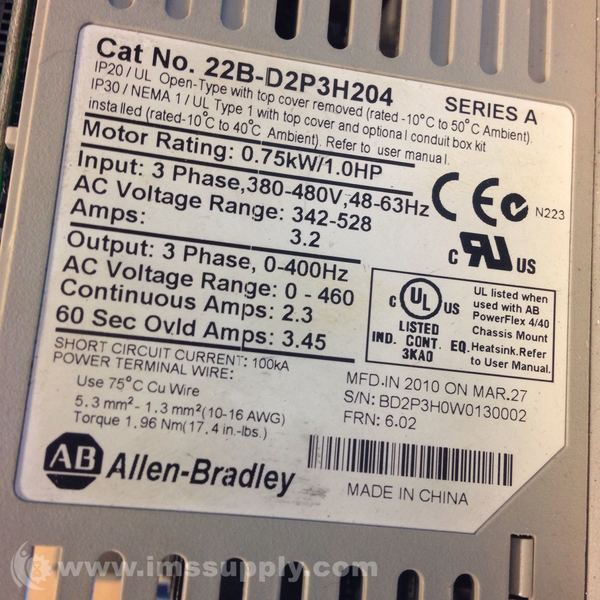 Cat No. 22B-D2P3H204 SERIES A
IP20 / UL Open-Type with top cover removed (rated -10°C to 50°C Ambient).
IP30 / NEMA 1 / UL Type 1 with top cover and optional conduit box kit
installed (rated-10°C to 40°C Ambient). Refer to user manual.
Motor Rating: 0.75kW/1.0HP
Input: 3 Phase,380-480V,48-63Hz
AC Voltage Range: 342-528
Amps: 3.2
CE N223
Output: 3 Phase, 0-400Hz
AC Voltage Range: 0 - 460
Continuous Amps: 2.3
60 Sec Ovld Amps: 3.45
c RU US
c UL US
LISTED
IND. CONT. EQ.
3KA0
UL listed when
used with AB
PowerFlex 4/40
Chassis Mount
Heatsink.Refer
to User Manual.
SHORT CIRCUIT CURRENT: 100kA
POWER TERMINAL WIRE:
Use 75°C Cu Wire
5.3 mm² - 1.3 mm² (10-16 AWG)
Torque 1.96 Nm(17.4 in.-lbs.)
MFD.IN 2010 ON MAR.27
S/N: BD2P3H0W0130002
FRN: 6.02
AB Allen-Bradley
MADE IN CHINA
www.imssupply.com